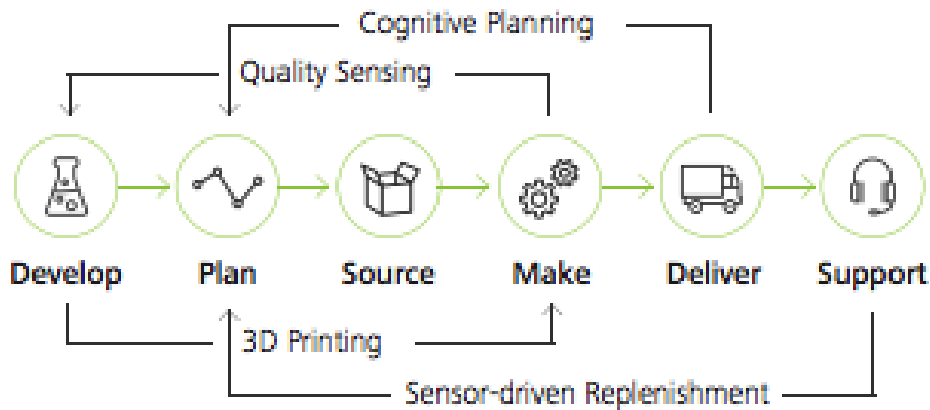 Cognitive Planning
Quality Sensing
Develop Plan Source Make Deliver Support
3D Printing
Sensor-driven Replenishment